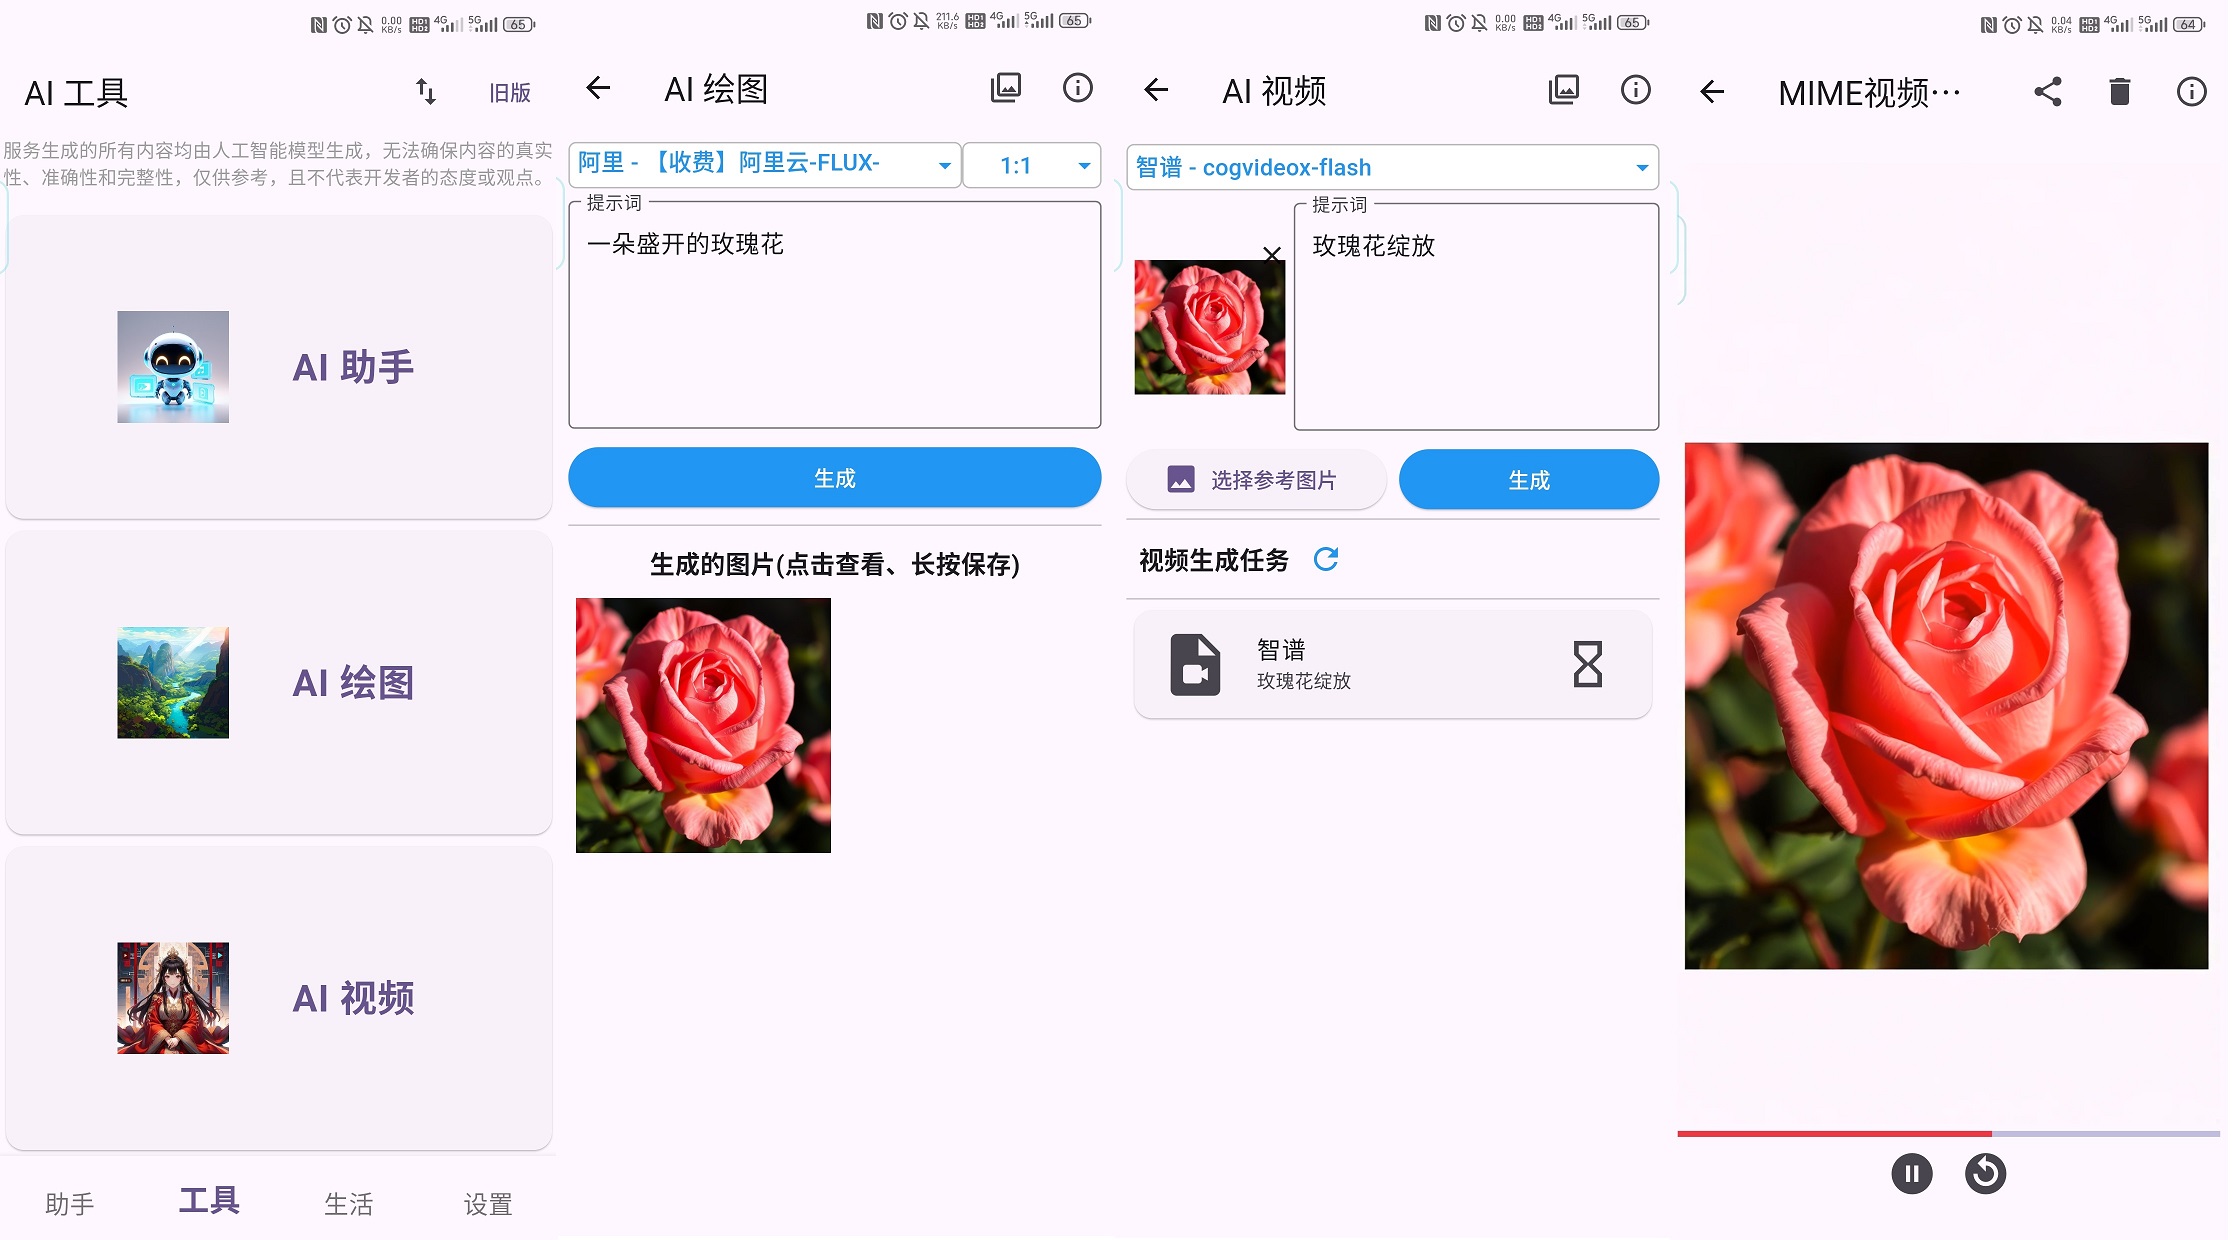 0.00
KB/s
HD1
HD2
4G
5G
65
AI 工具
旧版
服务生成的所有内容均由人工智能模型生成，无法确保内容的真实
性、准确性和完整性，仅供参考，且不代表开发者的态度或观点。
AI 助手
AI 绘图
AI 视频
助手
工具
生活
设置
211.6
KB/s
HD1
HD2
4G
5G
65
AI 绘图
阿里 - 【收费】阿里云-FLUX-
1:1
提示词
一朵盛开的玫瑰花
生成
生成的图片(点击查看、长按保存)
0.00
KB/s
HD1
HD2
4G
5G
65
AI 视频
智谱 - cogvideox-flash
提示词
玫瑰花绽放
选择参考图片
生成
视频生成任务
智谱
玫瑰花绽放
0.04
KB/s
HD1
HD2
4G
5G
64
MIME视频···